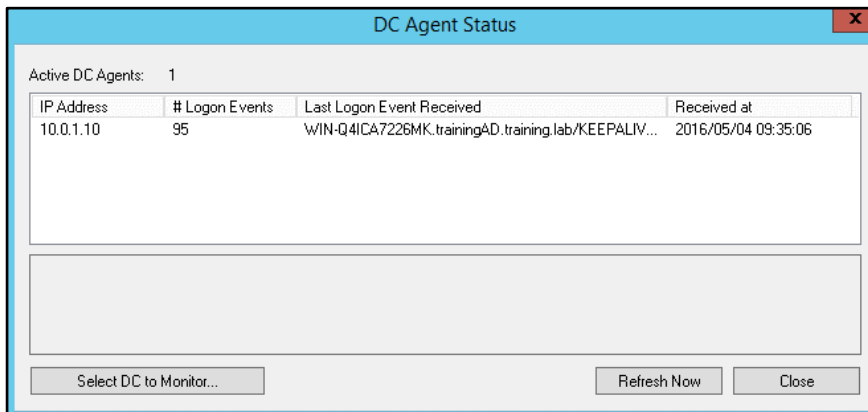 DC Agent Status
x
Active DC Agents: 1
IP Address # Logon Events Last Logon Event Received Received at
10.0.1.10 95 WIN-Q4ICA7226MK.trainingAD.training.lab/KEEPALIV... 2016/05/04 09:35:06
Select DC to Monitor... Refresh Now Close